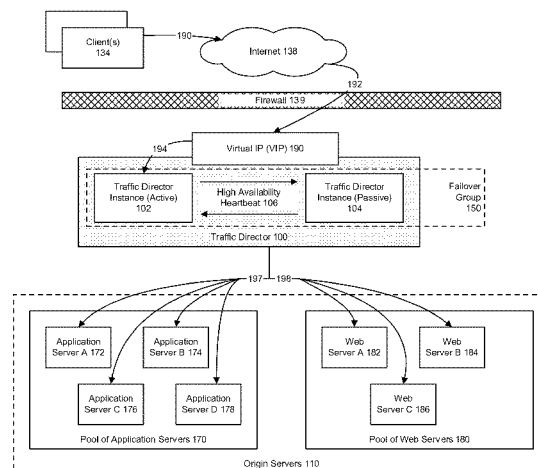 Client(s)
134
190
Internet 138
192
Firewall 139
194
Virtual IP (VIP) 190
Traffic Director
Instance (Active)
102
High Availability
Heartbeat 106
Traffic Director
Instance (Passive)
104
Failover
Group
150
Traffic Director 100
197
198
Application
Server A 172
Application
Server B 174
Application
Server C 176
Application
Server D 178
Pool of Application Servers 170
Web
Server A 182
Web
Server B 184
Web
Server C 186
Pool of Web Servers 180
Origin Servers 110